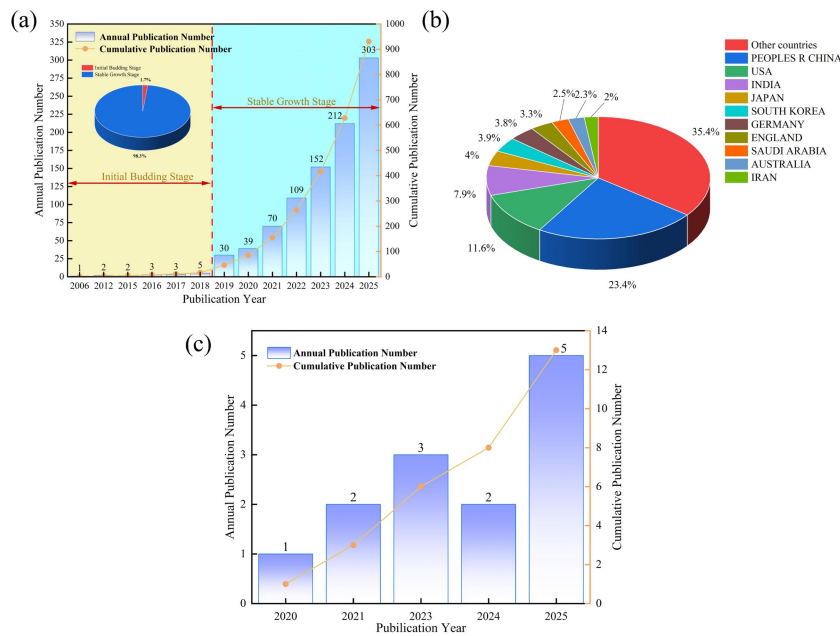 (a)
Annual Publication Number
Cumulative Publication Number
Initial Budding Stage
Stable Growth Stage
1.7%
98.3%
Stable Growth Stage
Initial Budding Stage
1 2 2 3 3 5 30 39 70 109 152 212 303
0 25 50 75 100 125 150 175 200 225 250 275 300 325 350
0 100 200 300 400 500 600 700 800 900 1000
2006 2012 2015 2016 2017 2018 2019 2020 2021 2022 2023 2024 2025
Pubilication Year
Annual Publication Number
Cumulative Publication Number
(b)
35.4%
23.4%
11.6%
7.9%
4%
3.9%
3.8%
3.3%
2.5%
2.3%
2%
Other countries
PEOPLES R CHINA
USA
INDIA
JAPAN
SOUTH KOREA
GERMANY
ENGLAND
SAUDI ARABIA
AUSTRALIA
IRAN
(c)
Annual Publication Number
Cumulative Publication Number
1 2 3 2 5
0 1 2 3 4 5
0 2 4 6 8 10 12 14
2020 2021 2023 2024 2025
Pubilication Year
Annual Publication Number
Cumulative Publication Number